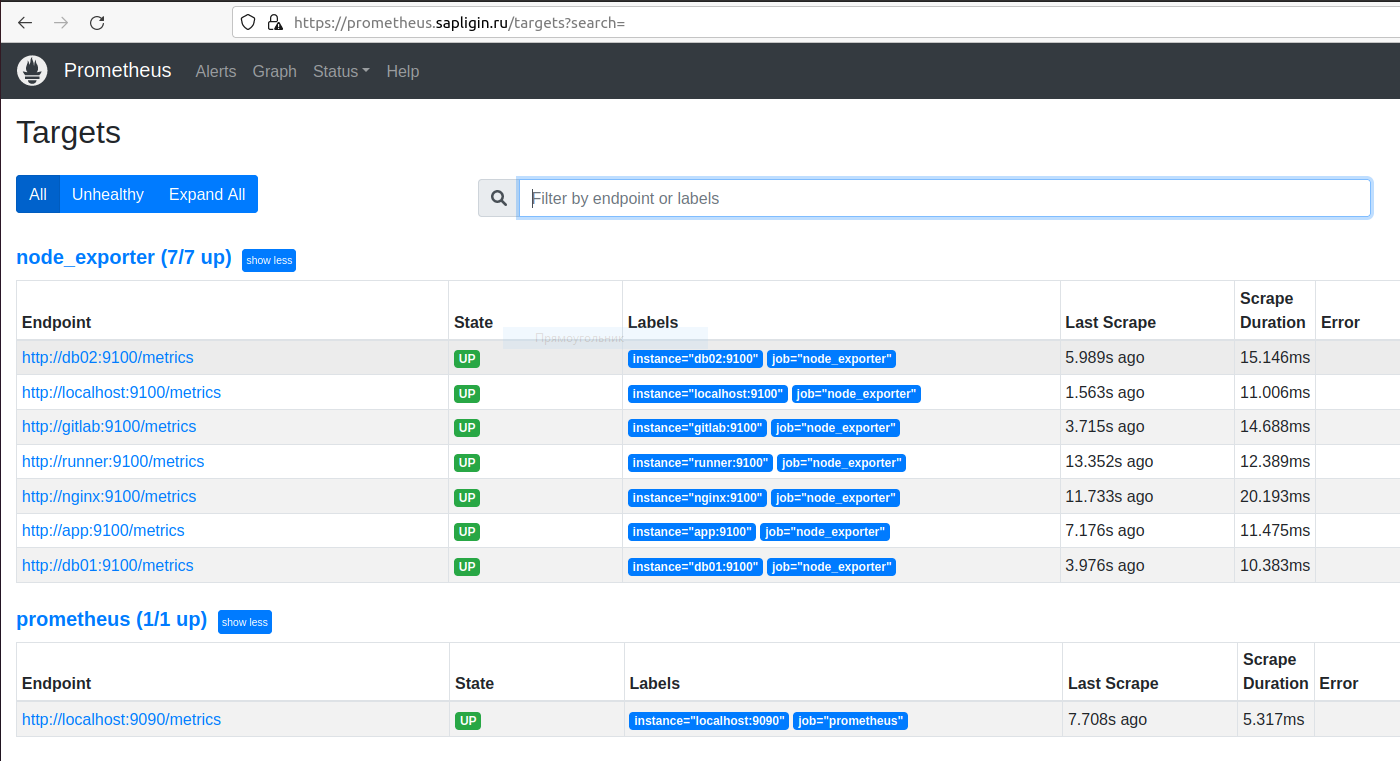 https://prometheus.sapligin.ru/targets?search=
Prometheus Alerts Graph Status Help
Targets
All Unhealthy Expand All Filter by endpoint or labels
node_exporter (7/7 up) show less
Endpoint State Labels Last Scrape Scrape Duration Error
Прямоугольник
http://db02:9100/metrics UP instance="db02:9100" job="node_exporter" 5.989s ago 15.146ms
http://localhost:9100/metrics UP instance="localhost:9100" job="node_exporter" 1.563s ago 11.006ms
http://gitlab:9100/metrics UP instance="gitlab:9100" job="node_exporter" 3.715s ago 14.688ms
http://runner:9100/metrics UP instance="runner:9100" job="node_exporter" 13.352s ago 12.389ms
http://nginx:9100/metrics UP instance="nginx:9100" job="node_exporter" 11.733s ago 20.193ms
http://app:9100/metrics UP instance="app:9100" job="node_exporter" 7.176s ago 11.475ms
http://db01:9100/metrics UP instance="db01:9100" job="node_exporter" 3.976s ago 10.383ms
prometheus (1/1 up) show less
Endpoint State Labels Last Scrape Scrape Duration Error
http://localhost:9090/metrics UP instance="localhost:9090" job="prometheus" 7.708s ago 5.317ms